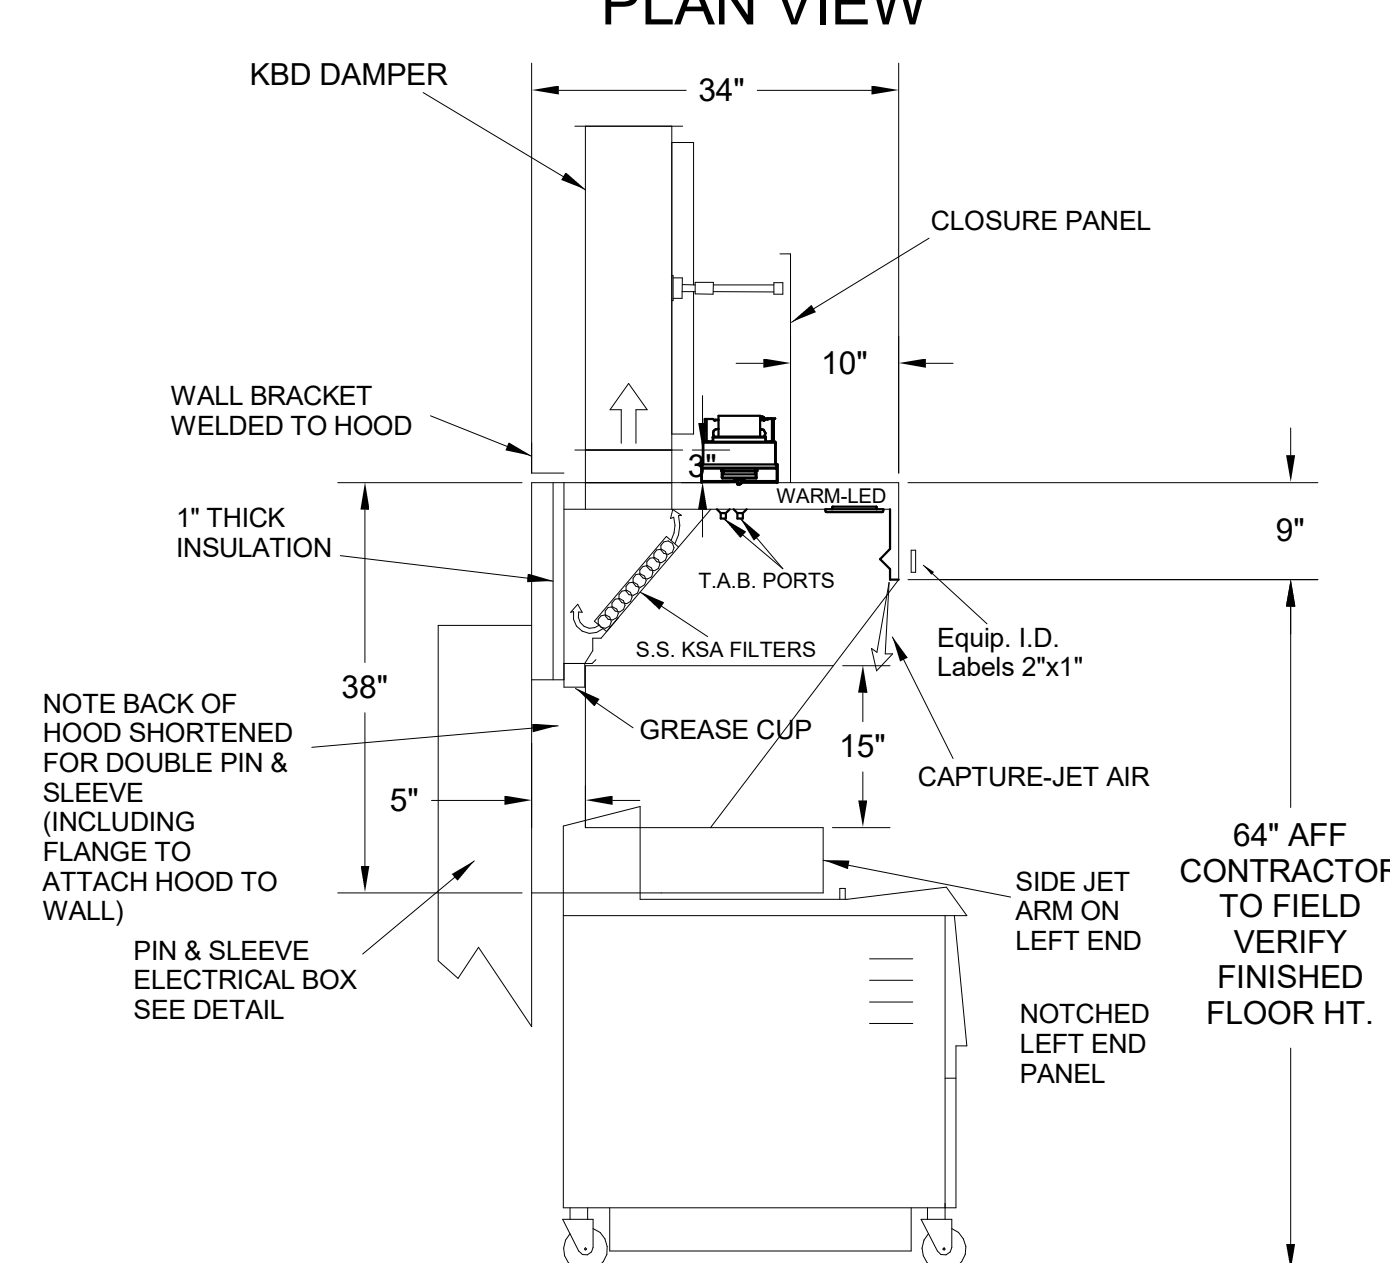 PLAN VIEW
KBD DAMPER
34"
CLOSURE PANEL
10"
WALL BRACKET
WELDED TO HOOD
3"
WARM-LED
1" THICK
INSULATION
9"
T.A.B. PORTS
S.S. KSA FILTERS
Equip. I.D.
Labels 2"x1"
38"
NOTE BACK OF
HOOD SHORTENED
FOR DOUBLE PIN &
SLEEVE
(INCLUDING
FLANGE TO
ATTACH HOOD TO
WALL)
GREASE CUP
15"
CAPTURE-JET AIR
5"
64" AFF
CONTRACTOR
TO FIELD
VERIFY
FINISHED
FLOOR HT.
SIDE JET
ARM ON
LEFT END
PIN & SLEEVE
ELECTRICAL BOX
SEE DETAIL
NOTCHED
LEFT END
PANEL